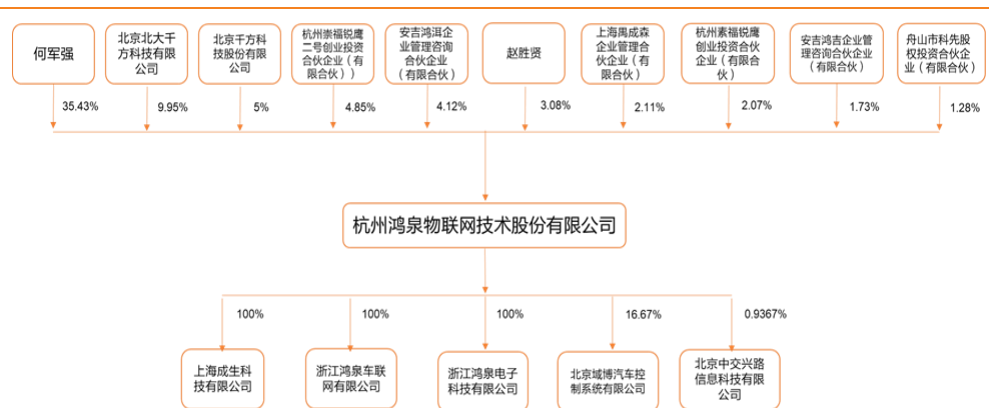 何军强
北京北大千
方科技有限
公司
北京千方科
技股份有限
公司
杭州崇福锐鹰
二号创业投资
合伙企业（有
限合伙））
安吉鸿洱企
业管理咨询
合伙企业
（有限合伙）
赵胜贤
上海禺成森
企业管理合
伙企业（有
限合伙）
杭州素福锐鹰
创业投资合伙
企业（有限合
伙）
安吉鸿吉企业管
理咨询合伙企业
（有限合伙）
舟山市科先股
权投资合伙企
业（有限合伙）
35.43%
9.95%
5%
4.85%
4.12%
3.08%
2.11%
2.07%
1.73%
1.28%
杭州鸿泉物联网技术股份有限公司
100%
100%
100%
16.67%
0.9367%
上海成生科
技有限公司
浙江鸿泉车联
网有限公司
浙江鸿泉电子
科技有限公司
北京域博汽车控
制系统有限公司
北京中交兴路
信息科技有限
公司